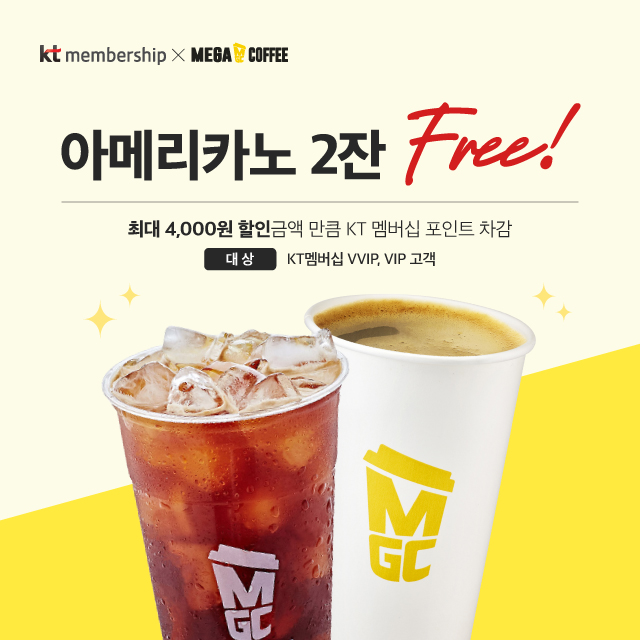 kt membership × MEGA COFFEE
아메리카노 2잔 Free!
최대 4,000원 할인금액 만큼 KT 멤버십 포인트 차감
대상 KT멤버십 VVIP, VIP 고객
MGC
MGC